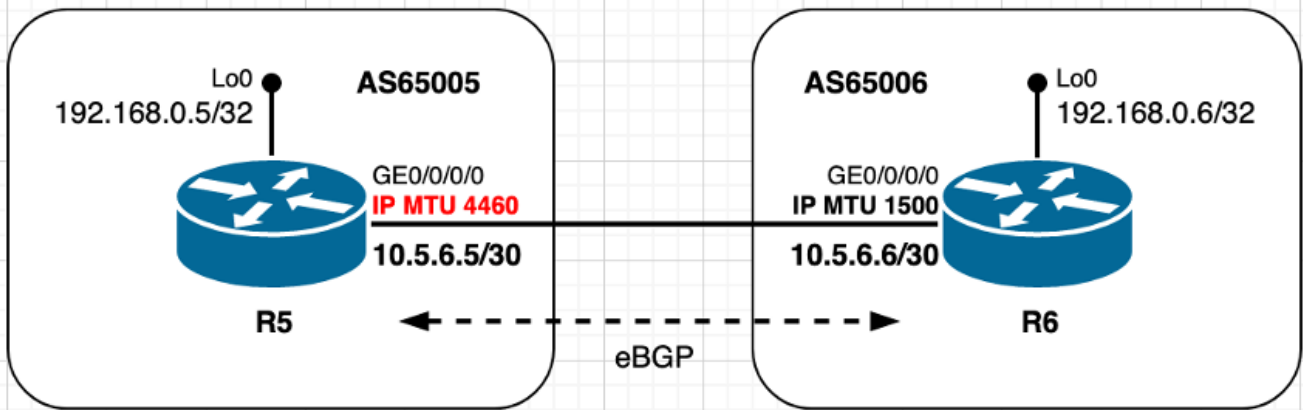 Lo0
192.168.0.5/32
AS65005
GE0/0/0/0
IP MTU 4460
10.5.6.5/30
R5
eBGP
AS65006
Lo0
192.168.0.6/32
GE0/0/0/0
IP MTU 1500
10.5.6.6/30
R6